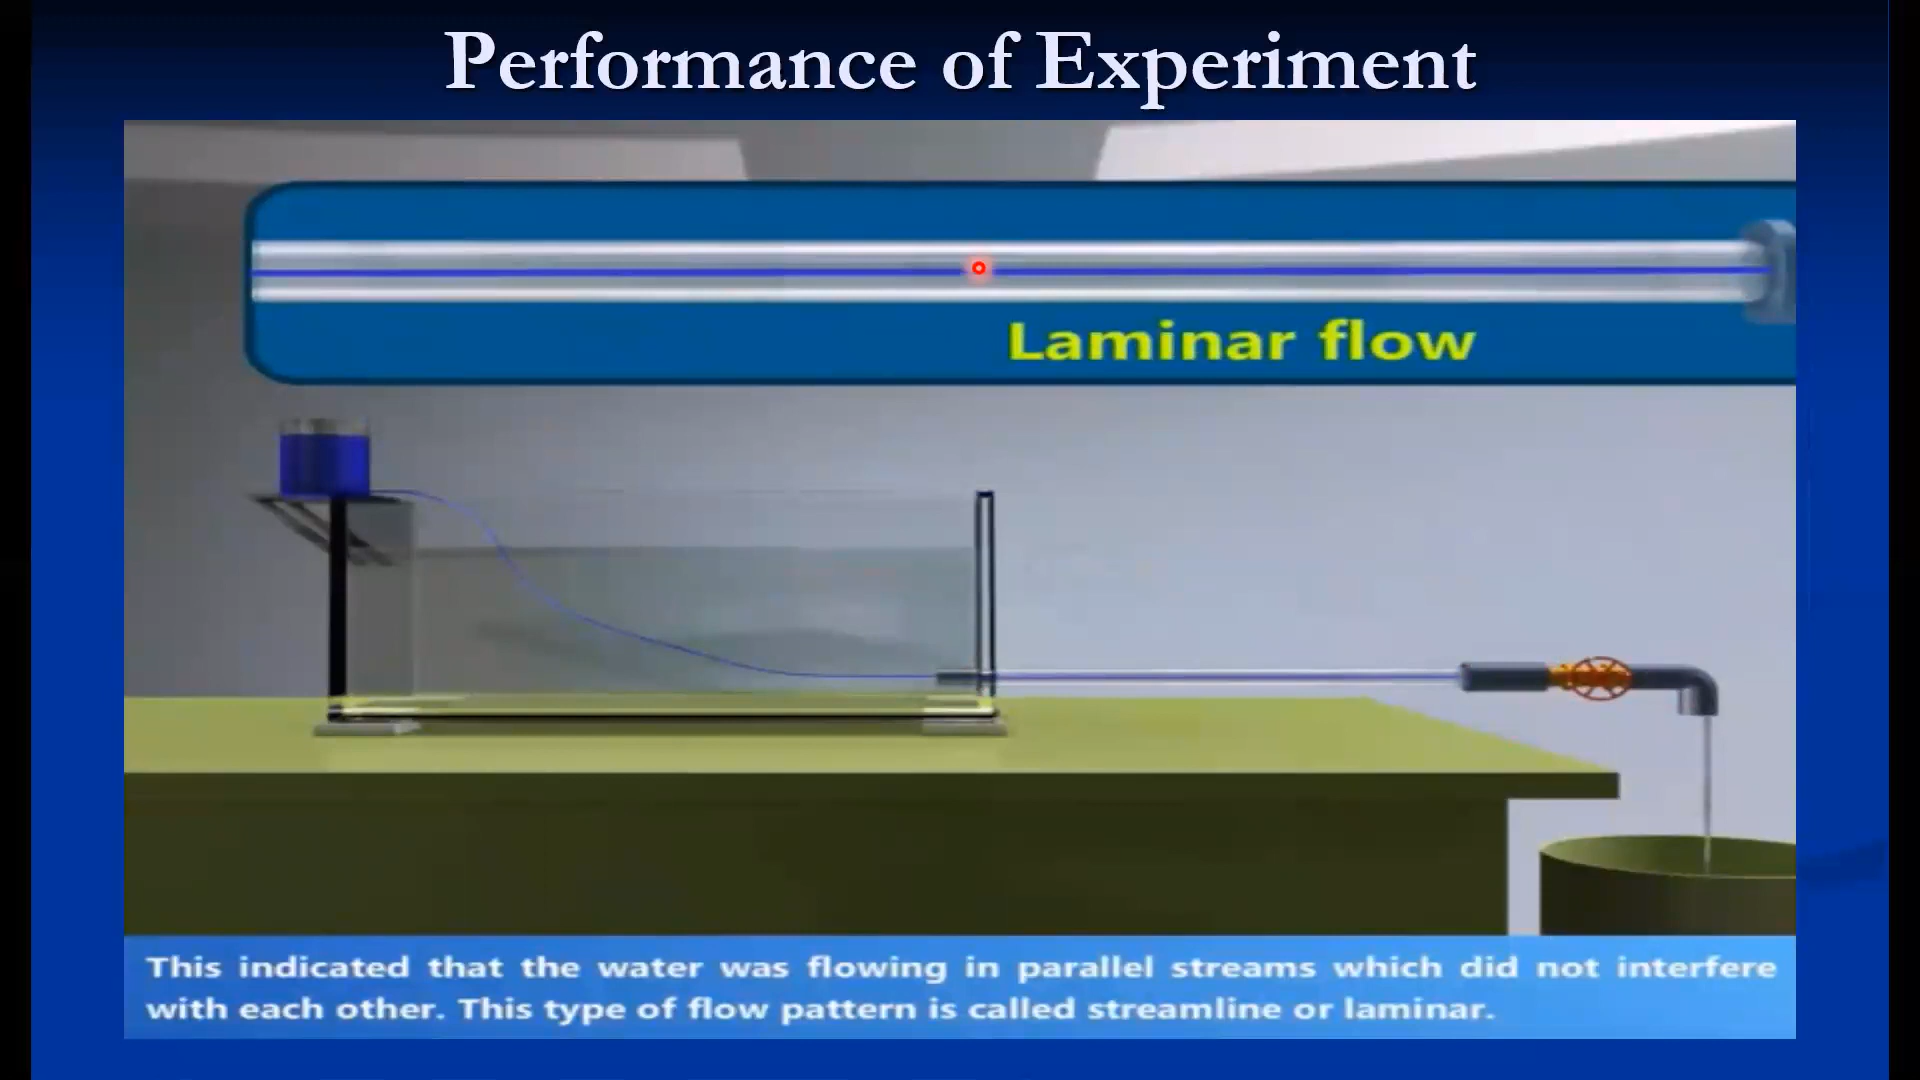 Performance of Experiment
Laminar flow
This indicated that the water was flowing in parallel streams which did not interfere
with each other. This type of flow pattern is called streamline or laminar.